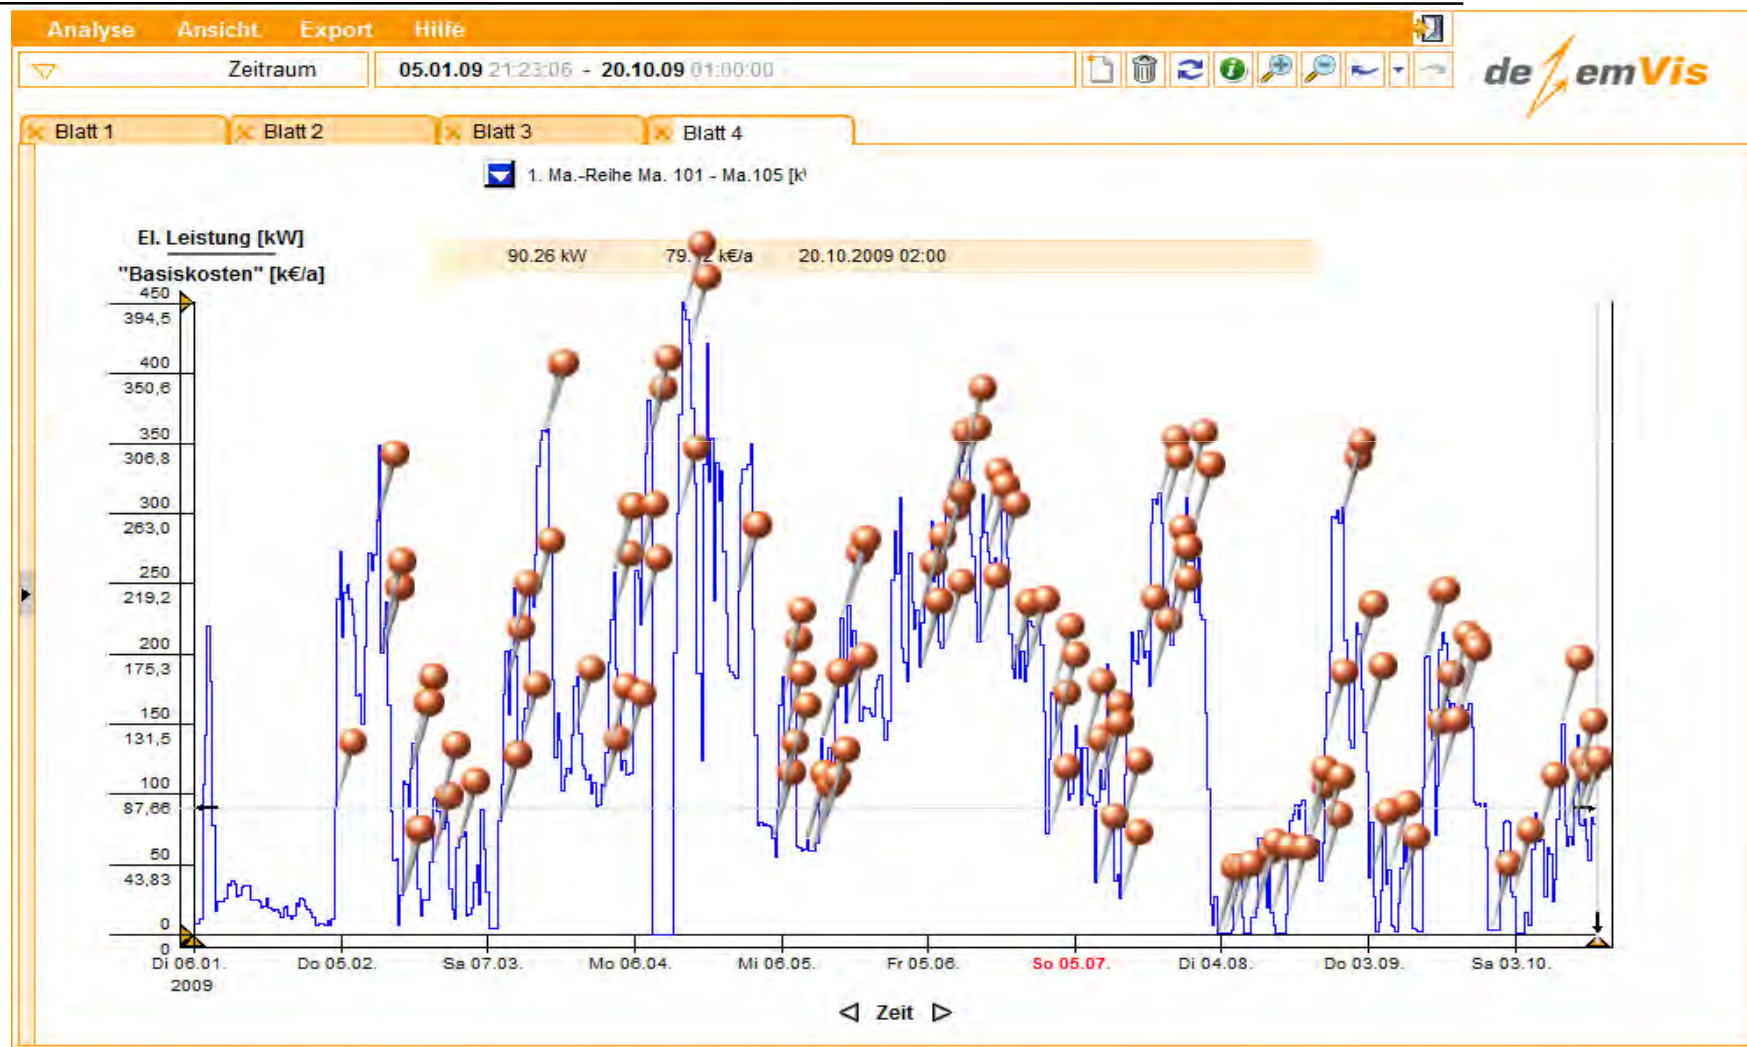 Analyse Ansicht Export Hilfe
Zeitraum 05.01.09 21:23:06 - 20.10.09 01:00:00
de em Vis
Blatt 1 Blatt 2 Blatt 3 Blatt 4
1. Ma.-Reihe Ma. 101 - Ma.105 [k
El. Leistung [kW]
"Basiskosten" [k€/a]
90.26 kW 79. 2 k€/a 20.10.2009 02:00
450
394,5
400
350,6
350
306,8
300
263,0
250
219,2
200
175,3
150
131,5
100
87,66
50
43,83
0
0
Di 06.01. Do 05.02. Sa 07.03. Mo 06.04. Mi 06.05. Fr 05.06. So 05.07. Di 04.08. Do 03.09. Sa 03.10.
2009
Zeit